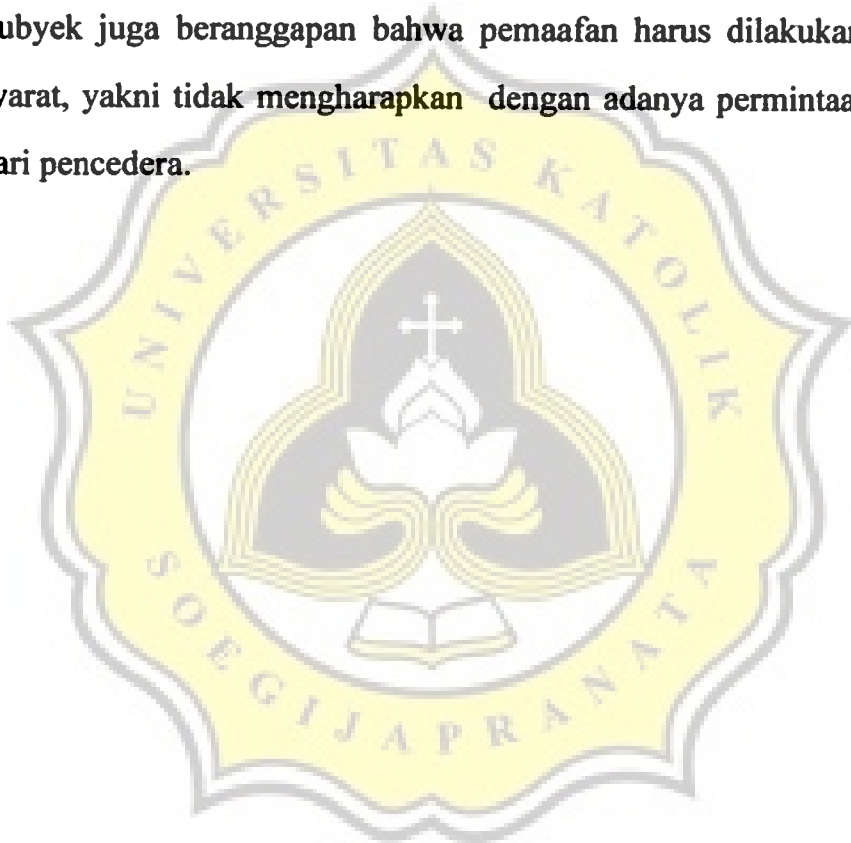 ubyek juga beranggapan bahwa pemaafan harus dilakukan
yarat, yakni tidak mengharapkan dengan adanya permintaa
ari pencedera.
UNIVERSITAS KATOLIK
SOEGIJAPRANATA